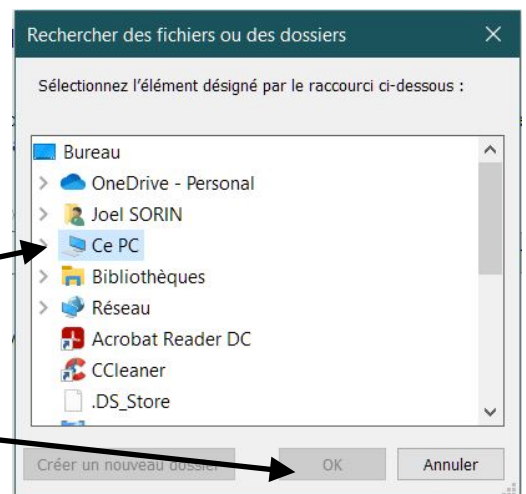 Rechercher des fichiers ou des dossiers
Sélectionnez l'élément désigné par le raccourci ci-dessous :
Bureau
OneDrive - Personal
Joel SORIN
Ce PC
Bibliothèques
Réseau
Acrobat Reader DC
CCleaner
.DS_Store
Créer un nouveau dossier OK Annuler